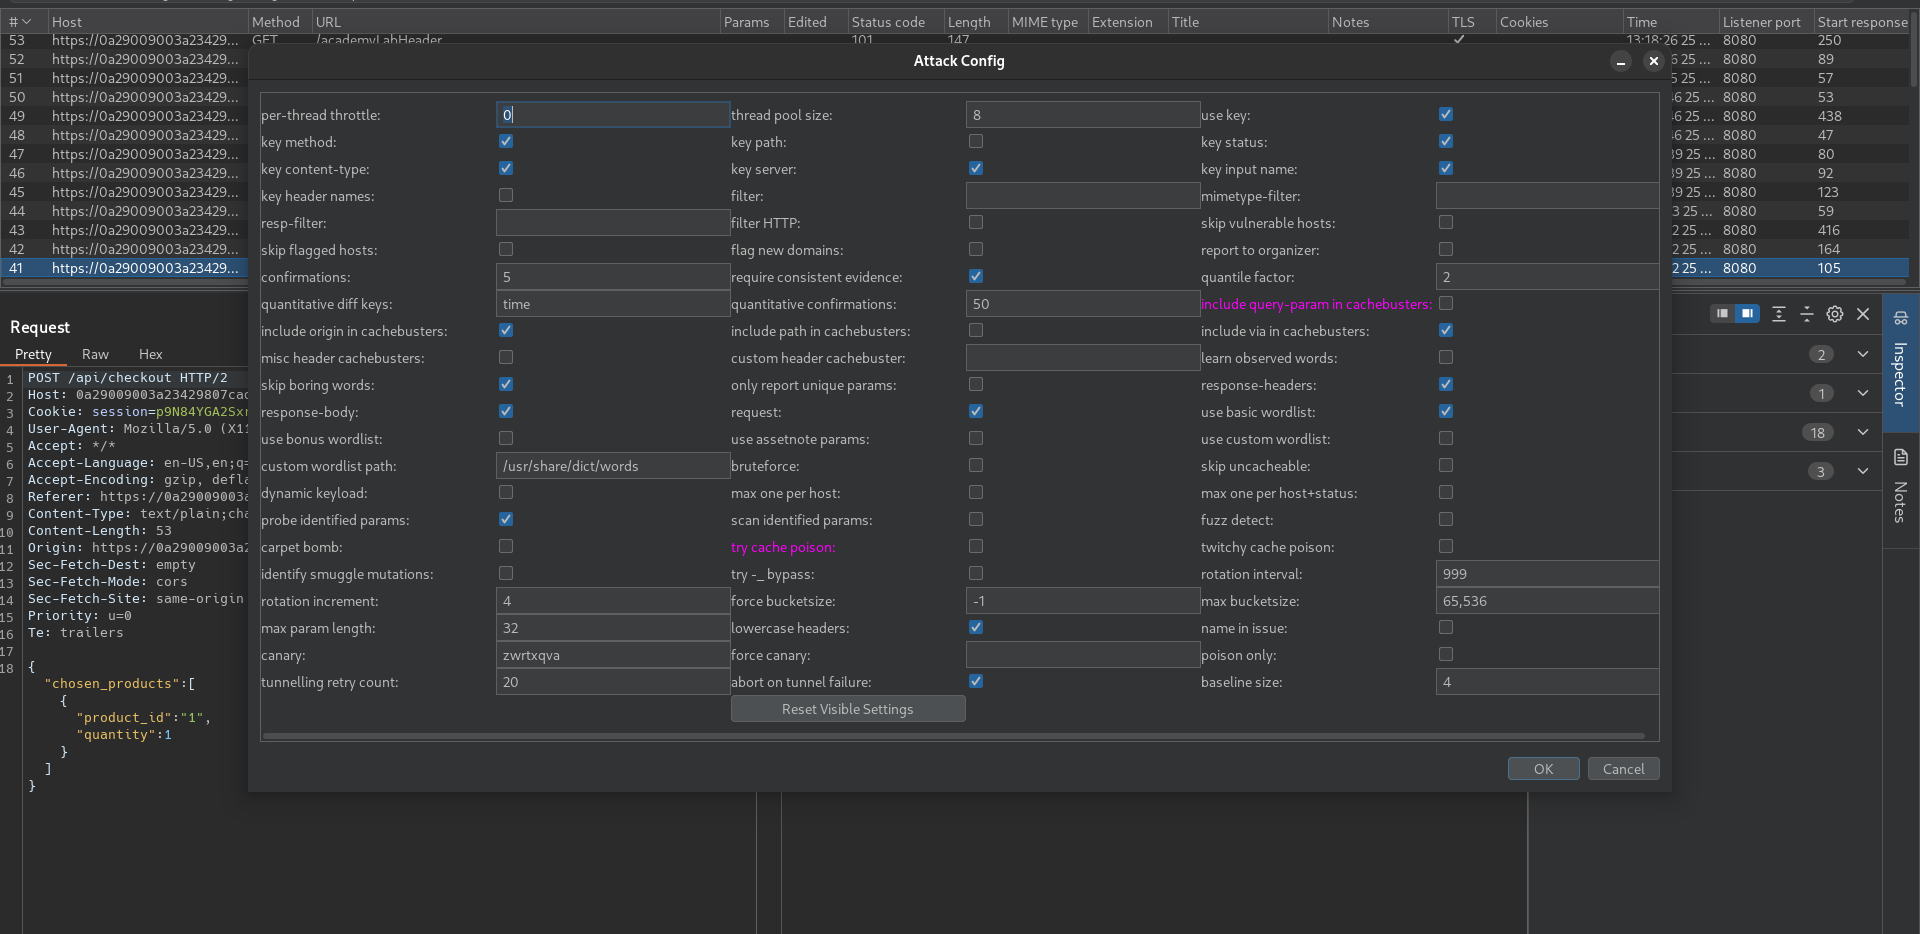 # Host Method URL Params Edited Status code Length MIME type Extension Title Notes TLS Cookies Time Listener port Start response
53 https://0a29009003a23429... GET /academyLabHeader 101 147 13:18:26 25 ... 8080 250
52 https://0a29009003a23429... 6 25 ... 8080 89
51 https://0a29009003a23429... 5 25 ... 8080 57
50 https://0a29009003a23429... 6 25 ... 8080 53
49 https://0a29009003a23429... 6 25 ... 8080 438
48 https://0a29009003a23429... 6 25 ... 8080 47
47 https://0a29009003a23429... 9 25 ... 8080 80
46 https://0a29009003a23429... 9 25 ... 8080 92
45 https://0a29009003a23429... 9 25 ... 8080 123
44 https://0a29009003a23429... 3 25 ... 8080 59
43 https://0a29009003a23429... 2 25 ... 8080 416
42 https://0a29009003a23429... 2 25 ... 8080 164
41 https://0a29009003a23429... 2 25 ... 8080 105
Attack Config
per-thread throttle: 0 thread pool size: 8 use key:
key method: key path: key status:
key content-type: key server: key input name:
key header names: filter: mimetype-filter:
resp-filter: filter HTTP: skip vulnerable hosts:
skip flagged hosts: flag new domains: report to organizer:
confirmations: 5 require consistent evidence: quantile factor: 2
quantitative diff keys: time quantitative confirmations: 50 include query-param in cachebusters:
include origin in cachebusters: include path in cachebusters: include via in cachebusters:
misc header cachebusters: custom header cachebuster: learn observed words:
skip boring words: only report unique params: response-headers:
response-body: request: use basic wordlist:
use bonus wordlist: use assetnote params: use custom wordlist:
custom wordlist path: /usr/share/dict/words bruteforce: skip uncacheable:
dynamic keyload: max one per host: max one per host+status:
probe identified params: scan identified params: fuzz detect:
carpet bomb: try cache poison: twitchy cache poison:
identify smuggle mutations: try -_ bypass: rotation interval: 999
rotation increment: 4 force bucketsize: -1 max bucketsize: 65,536
max param length: 32 lowercase headers: name in issue:
canary: zwrtxqva force canary: poison only:
tunnelling retry count: 20 abort on tunnel failure: baseline size: 4
Reset Visible Settings
OK Cancel
Request
Pretty Raw Hex
1 POST /api/checkout HTTP/2
2 Host: 0a29009003a23429807cad
3 Cookie: session=p9N84YGA2Sxr
4 User-Agent: Mozilla/5.0 (X11
5 Accept: */*
6 Accept-Language: en-US,en;q=
7 Accept-Encoding: gzip, defla
8 Referer: https://0a29009003a
9 Content-Type: text/plain;cha
10 Content-Length: 53
11 Origin: https://0a29009003a2
12 Sec-Fetch-Dest: empty
13 Sec-Fetch-Mode: cors
14 Sec-Fetch-Site: same-origin
15 Priority: u=0
16 Te: trailers
17
18 {
"chosen_products":[
{
"product_id":"1",
"quantity":1
}
]
}
2
1
18
3
Inspector
Notes